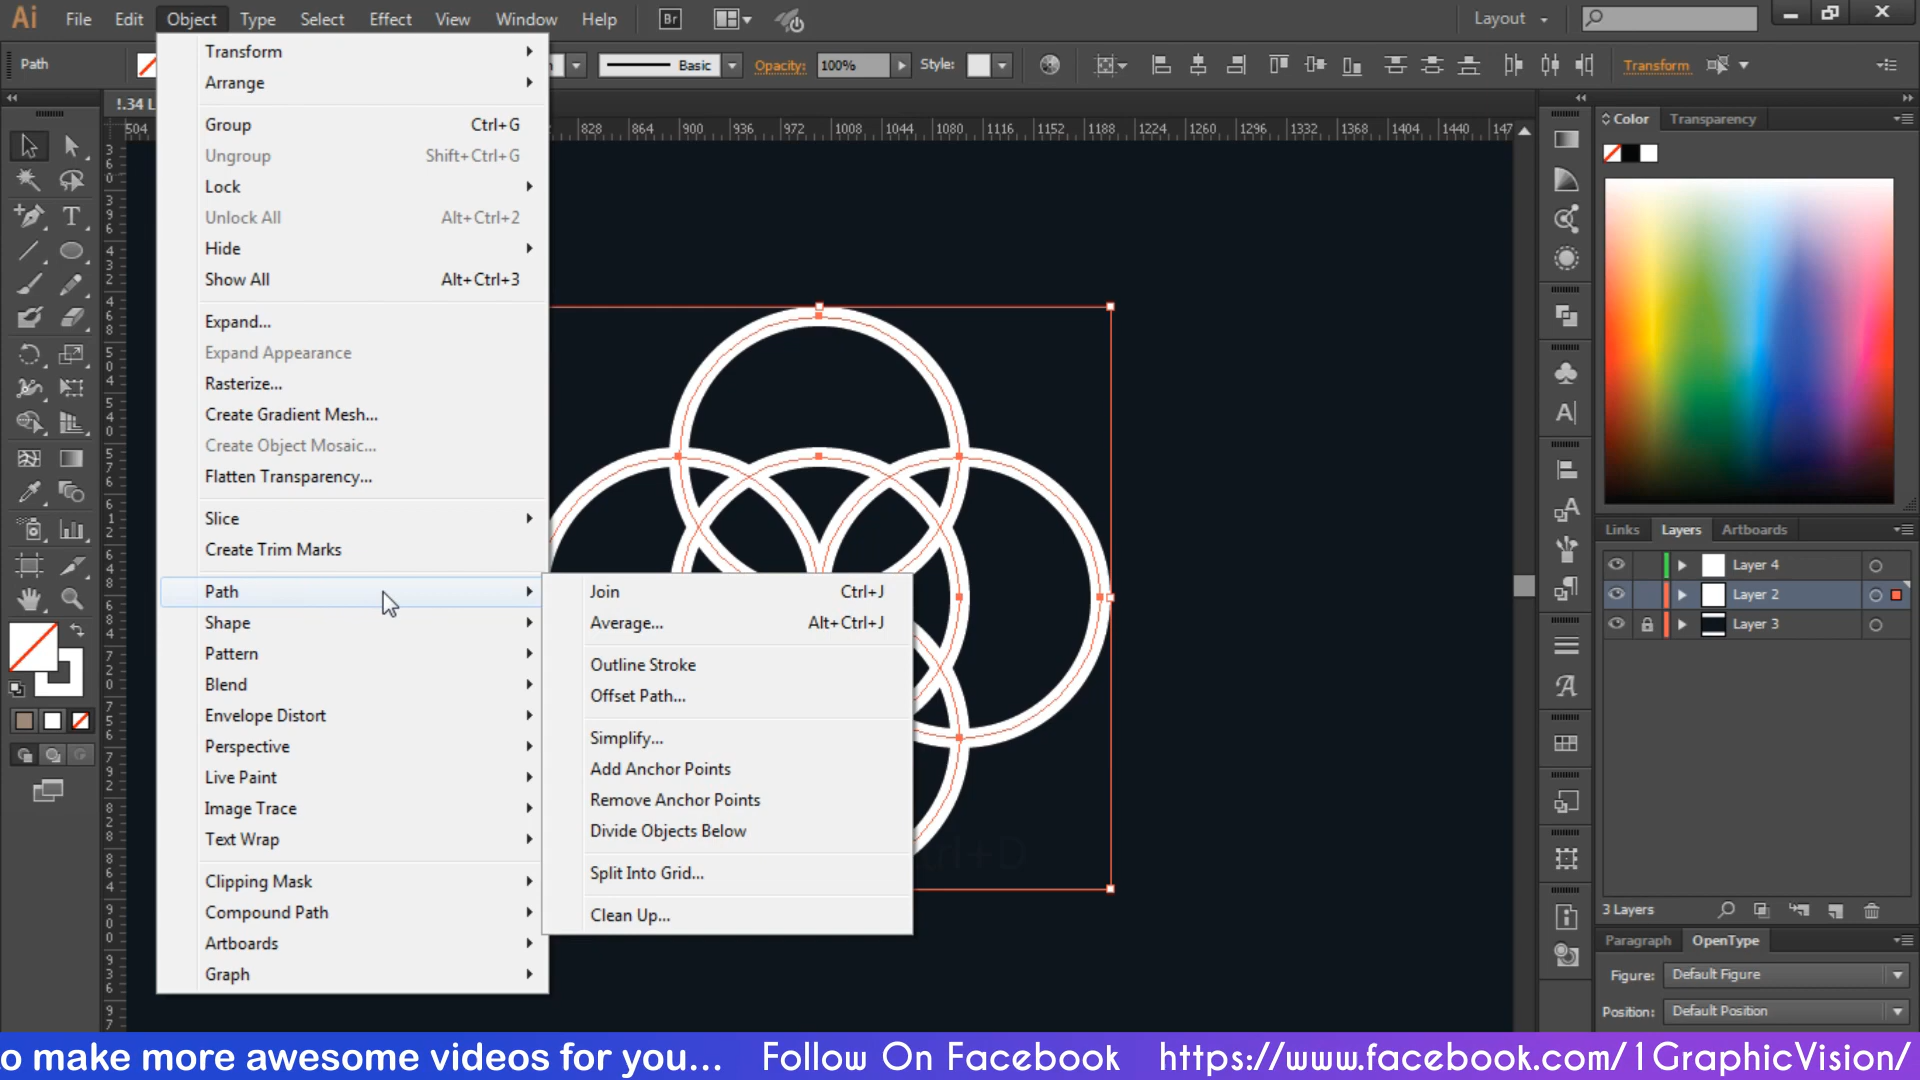 Ai File Edit Object Type Select Effect View Window Help Br Layout
Path Basic Opacity: 100% Style: Transform
!.34 L
504 828 864 900 936 972 1008 1044 1080 1116 1152 1188 1224 1260 1296 1332 1368 1404 1440 147
Transform
Arrange
Group Ctrl+G
Ungroup Shift+Ctrl+G
Lock
Unlock All Alt+Ctrl+2
Hide
Show All Alt+Ctrl+3
Expand...
Expand Appearance
Rasterize...
Create Gradient Mesh...
Create Object Mosaic...
Flatten Transparency...
Slice
Create Trim Marks
Path
Shape
Pattern
Blend
Envelope Distort
Perspective
Live Paint
Image Trace
Text Wrap
Clipping Mask
Compound Path
Artboards
Graph
Join Ctrl+J
Average... Alt+Ctrl+J
Outline Stroke
Offset Path...
Simplify...
Add Anchor Points
Remove Anchor Points
Divide Objects Below
Split Into Grid...
Clean Up...
Color Transparency
Links Layers Artboards
Layer 4
Layer 2
Layer 3
3 Layers
Paragraph OpenType
Figure: Default Figure
Position: Default Position
o make more awesome videos for you... Follow On Facebook https://www.facebook.com/1GraphicVision/